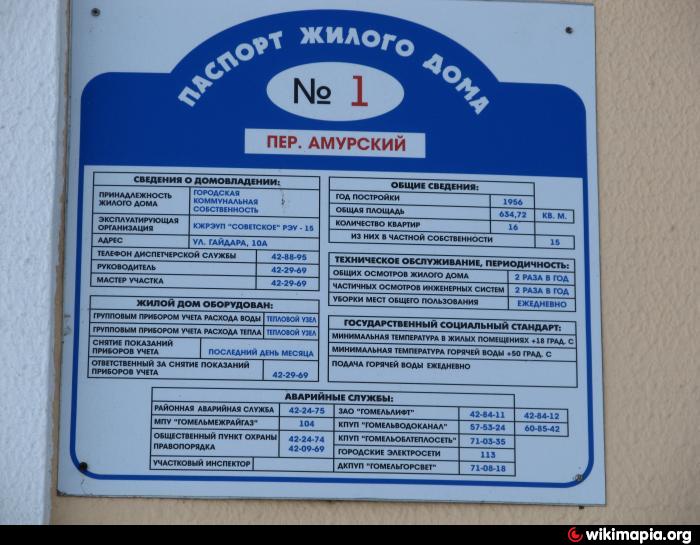 ПАСПОРТ ЖИЛОГО ДОМА
№ 1
ПЕР. АМУРСКИЙ
СВЕДЕНИЯ О ДОМОВЛАДЕНИИ:
ПРИНАДЛЕЖНОСТЬ ЖИЛОГО ДОМА ГОРОДСКАЯ КОММУНАЛЬНАЯ СОБСТВЕННОСТЬ
ЭКСПЛУАТИРУЮЩАЯ ОРГАНИЗАЦИЯ КЖРЭУП "СОВЕТСКОЕ" РЭУ - 15
АДРЕС УЛ. ГАЙДАРА, 10А
ТЕЛЕФОН ДИСПЕТЧЕРСКОЙ СЛУЖБЫ 42-88-95
РУКОВОДИТЕЛЬ 42-29-69
МАСТЕР УЧАСТКА 42-29-69
ЖИЛОЙ ДОМ ОБОРУДОВАН:
ГРУППОВЫМ ПРИБОРОМ УЧЕТА РАСХОДА ВОДЫ ТЕПЛОВОЙ УЗЕЛ
ГРУППОВЫМ ПРИБОРОМ УЧЕТА РАСХОДА ТЕПЛА ТЕПЛОВОЙ УЗЕЛ
СНЯТИЕ ПОКАЗАНИЙ ПРИБОРОВ УЧЕТА ПОСЛЕДНИЙ ДЕНЬ МЕСЯЦА
ОТВЕТСТВЕННЫЙ ЗА СНЯТИЕ ПОКАЗАНИЙ ПРИБОРОВ УЧЕТА 42-29-69
ОБЩИЕ СВЕДЕНИЯ:
ГОД ПОСТРОЙКИ 1956
ОБЩАЯ ПЛОЩАДЬ 634,72 КВ. М.
КОЛИЧЕСТВО КВАРТИР 16
ИЗ НИХ В ЧАСТНОЙ СОБСТВЕННОСТИ 15
ТЕХНИЧЕСКОЕ ОБСЛУЖИВАНИЕ, ПЕРИОДИЧНОСТЬ:
ОБЩИХ ОСМОТРОВ ЖИЛОГО ДОМА 2 РАЗА В ГОД
ЧАСТИЧНЫХ ОСМОТРОВ ИНЖЕНЕРНЫХ СИСТЕМ 2 РАЗА В ГОД
УБОРКИ МЕСТ ОБЩЕГО ПОЛЬЗОВАНИЯ ЕЖЕДНЕВНО
ГОСУДАРСТВЕННЫЙ СОЦИАЛЬНЫЙ СТАНДАРТ:
МИНИМАЛЬНАЯ ТЕМПЕРАТУРА В ЖИЛЫХ ПОМЕЩЕНИЯХ +18 ГРАД. С
МИНИМАЛЬНАЯ ТЕМПЕРАТУРА ГОРЯЧЕЙ ВОДЫ +50 ГРАД. С
ПОДАЧА ГОРЯЧЕЙ ВОДЫ ЕЖЕДНЕВНО
АВАРИЙНЫЕ СЛУЖБЫ:
РАЙОННАЯ АВАРИЙНАЯ СЛУЖБА 42-24-75
МПУ "ГОМЕЛЬМЕЖРАЙГАЗ" 104
ОБЩЕСТВЕННЫЙ ПУНКТ ОХРАНЫ ПРАВОПОРЯДКА 42-24-74 42-09-69
УЧАСТКОВЫЙ ИНСПЕКТОР
ЗАО "ГОМЕЛЬЛИФТ" 42-84-11 42-84-12
КПУП "ГОМЕЛЬВОДОКАНАЛ" 57-53-24 60-85-42
КПУП "ГОМЕЛЬОБЛТЕПЛОСЕТЬ" 71-03-35
ГОРОДСКИЕ ЭЛЕКТРОСЕТИ 113
ДКПУП "ГОМЕЛЬГОРСВЕТ" 71-08-18
wikimapia.org